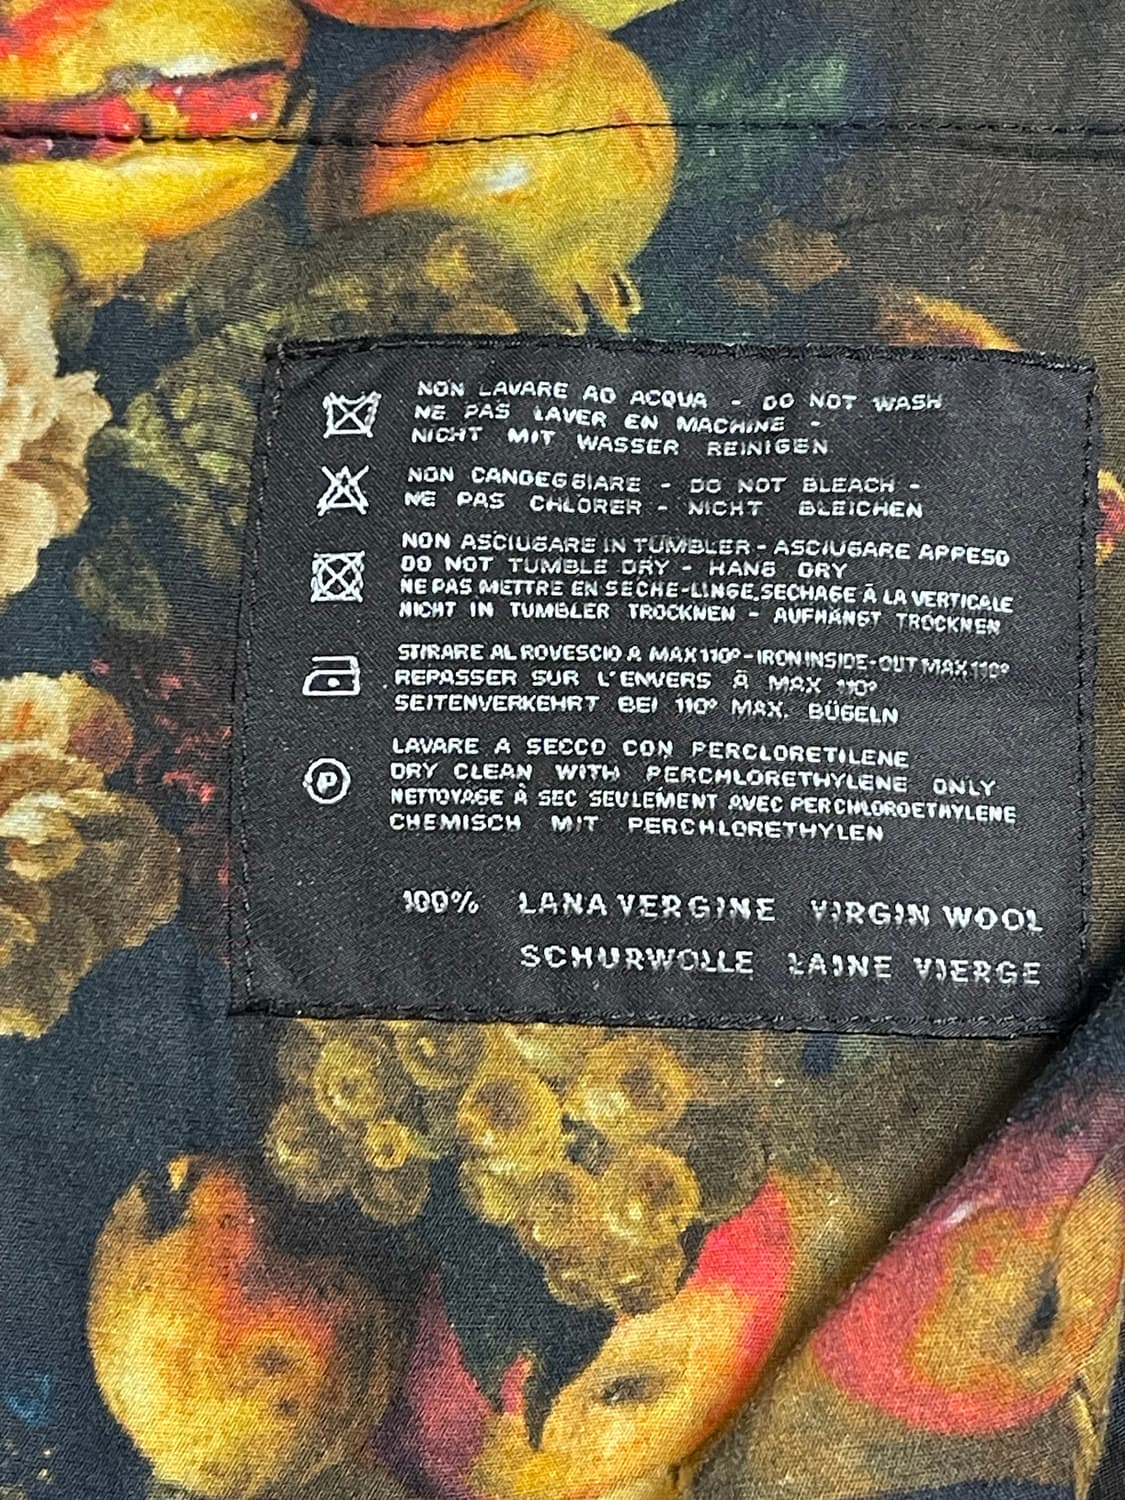 NON LAVARE AD ACQUA - DO NOT WASH
NE PAS LAVER EN MACHINE -
NICHT MIT WASSER REINIGEN
NON CANDEGGIARE - DO NOT BLEACH -
NE PAS CHLORER - NICHT BLEICHEN
NON ASCIUGARE IN TUMBLER - ASCIUGARE APPESO
DO NOT TUMBLE DRY - HANG DRY
NE PAS METTRE EN SECHE-LINGE, SECHAGE À LA VERTICALE
NICHT IN TUMBLER TROCKNEN - AUFHÄNGT TROCKNEN
STIRARE AL ROVESCIO A MAX 110° - IRON INSIDE-OUT MAX 110°
REPASSER SUR L'ENVERS À MAX 110°
SEITENVERKEHRT BEI 110° MAX. BÜGELN
P
LAVARE A SECCO CON PERCLORETILENE
DRY CLEAN WITH PERCHLORETHYLENE ONLY
NETTOYAGE À SEC SEULEMENT AVEC PERCHLOROETHYLENE
CHEMISCH MIT PERCHLORETHYLEN
100% LANA VERGINE VIRGIN WOOL
SCHURWOLLE LAINE VIERGE